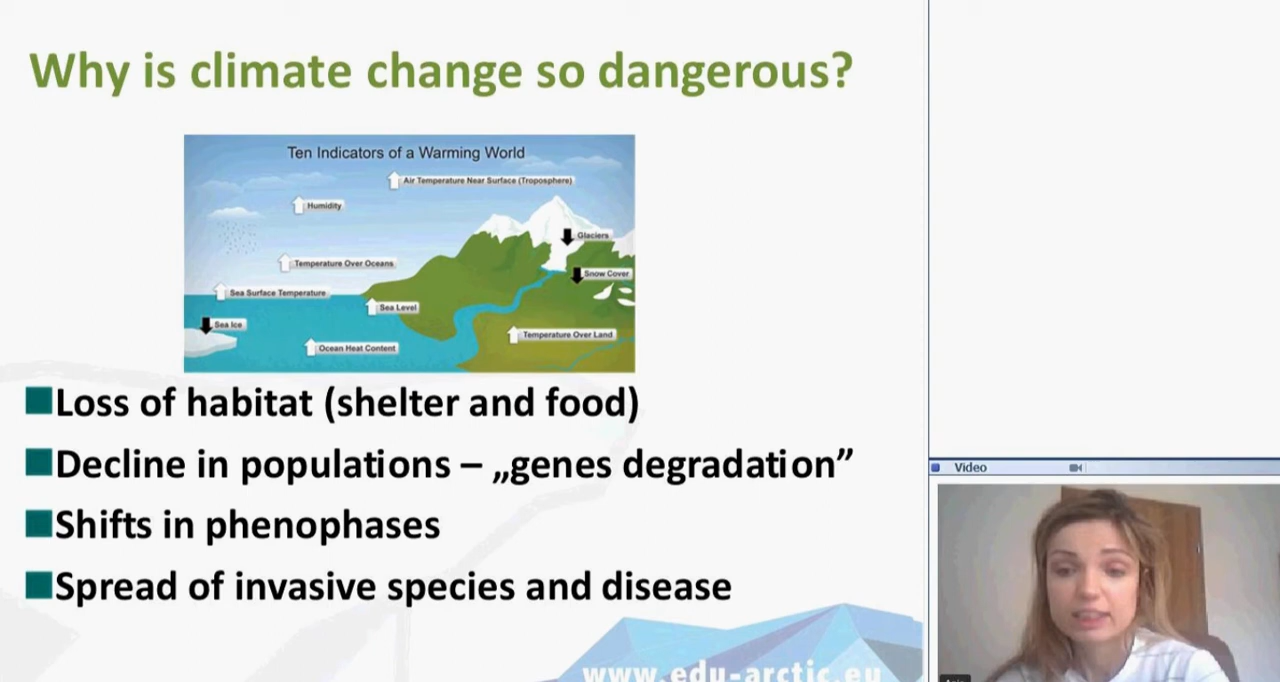 Why is climate change so dangerous?
Ten Indicators of a Warming World
Air Temperature Near Surface (Troposphere)
Humidity
Glaciers
Temperature Over Oceans
Snow Cover
Sea Surface Temperature
Sea Level
Sea Ice
Temperature Over Land
Ocean Heat Content
Loss of habitat (shelter and food)
Decline in populations – „genes degradation”
Shifts in phenophases
Spread of invasive species and disease
www.edu-arctic.eu
Video